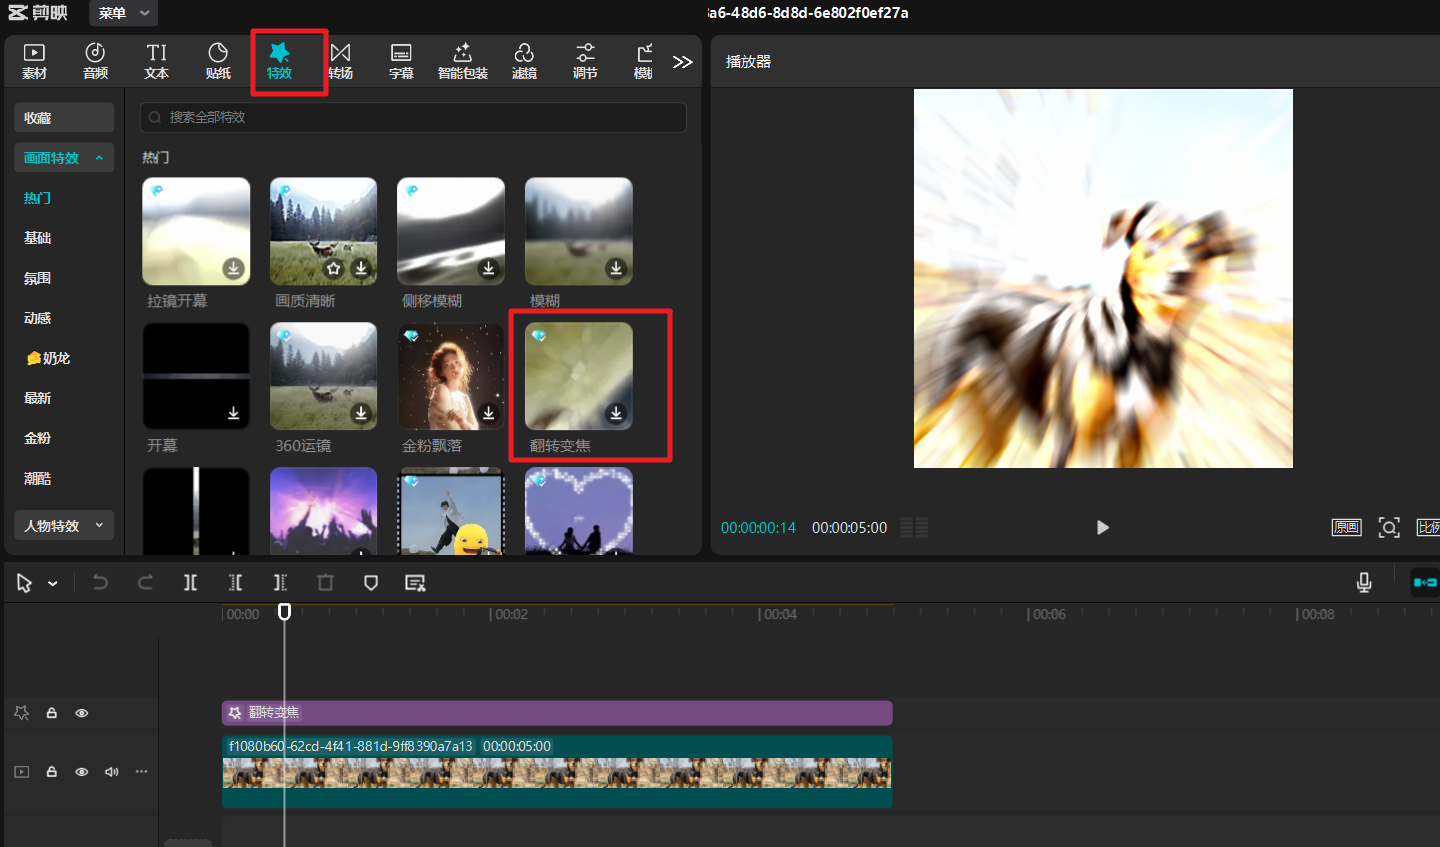 剪映 菜单
3a6-48d6-8d8d-6e802f0ef27a
素材 音频 文本 贴纸 特效 转场 字幕 智能包装 滤镜 调节
播放器
收藏
搜索全部特效
画面特效
热门
热门
基础
氛围
动感
奶龙
最新
金粉
潮酷
人物特效
拉镜开幕 画质清晰 侧移模糊 模糊
开幕 360运镜 金粉飘落 翻转变焦
00:00:00:14 00:00:05:00
原画
比例
00:00 00:02 00:04 00:06 00:08
翻转变焦
f1080b60-62cd-4f41-881d-9ff8390a7a13 00:00:05:00